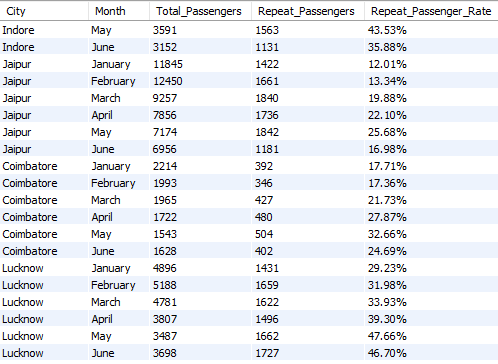 City Month Total_Passengers Repeat_Passengers Repeat_Passenger_Rate
Indore May 3591 1563 43.53%
Indore June 3152 1131 35.88%
Jaipur January 11845 1422 12.01%
Jaipur February 12450 1661 13.34%
Jaipur March 9257 1840 19.88%
Jaipur April 7856 1736 22.10%
Jaipur May 7174 1842 25.68%
Jaipur June 6956 1181 16.98%
Coimbatore January 2214 392 17.71%
Coimbatore February 1993 346 17.36%
Coimbatore March 1965 427 21.73%
Coimbatore April 1722 480 27.87%
Coimbatore May 1543 504 32.66%
Coimbatore June 1628 402 24.69%
Lucknow January 4896 1431 29.23%
Lucknow February 5188 1659 31.98%
Lucknow March 4781 1622 33.93%
Lucknow April 3807 1496 39.30%
Lucknow May 3487 1662 47.66%
Lucknow June 3698 1727 46.70%